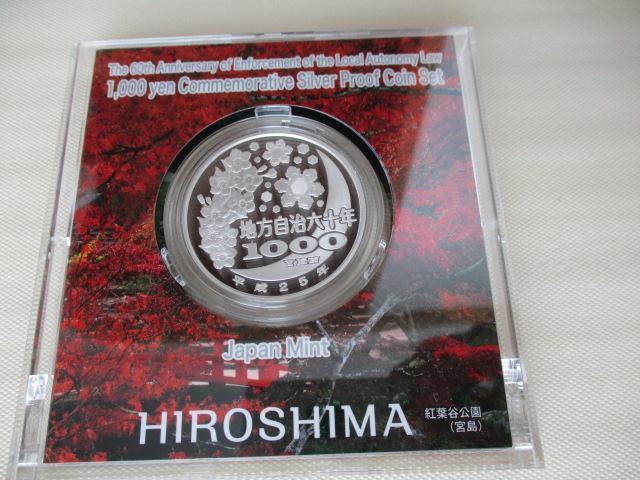 The 60th Anniversary of Enforcement of the Local Autonomy Law
1,000 yen Commemorative Silver Proof Coin Set
地方自治六十年
1000
平成25年
Japan Mint
HIROSHIMA
紅葉谷公園
(宮島)